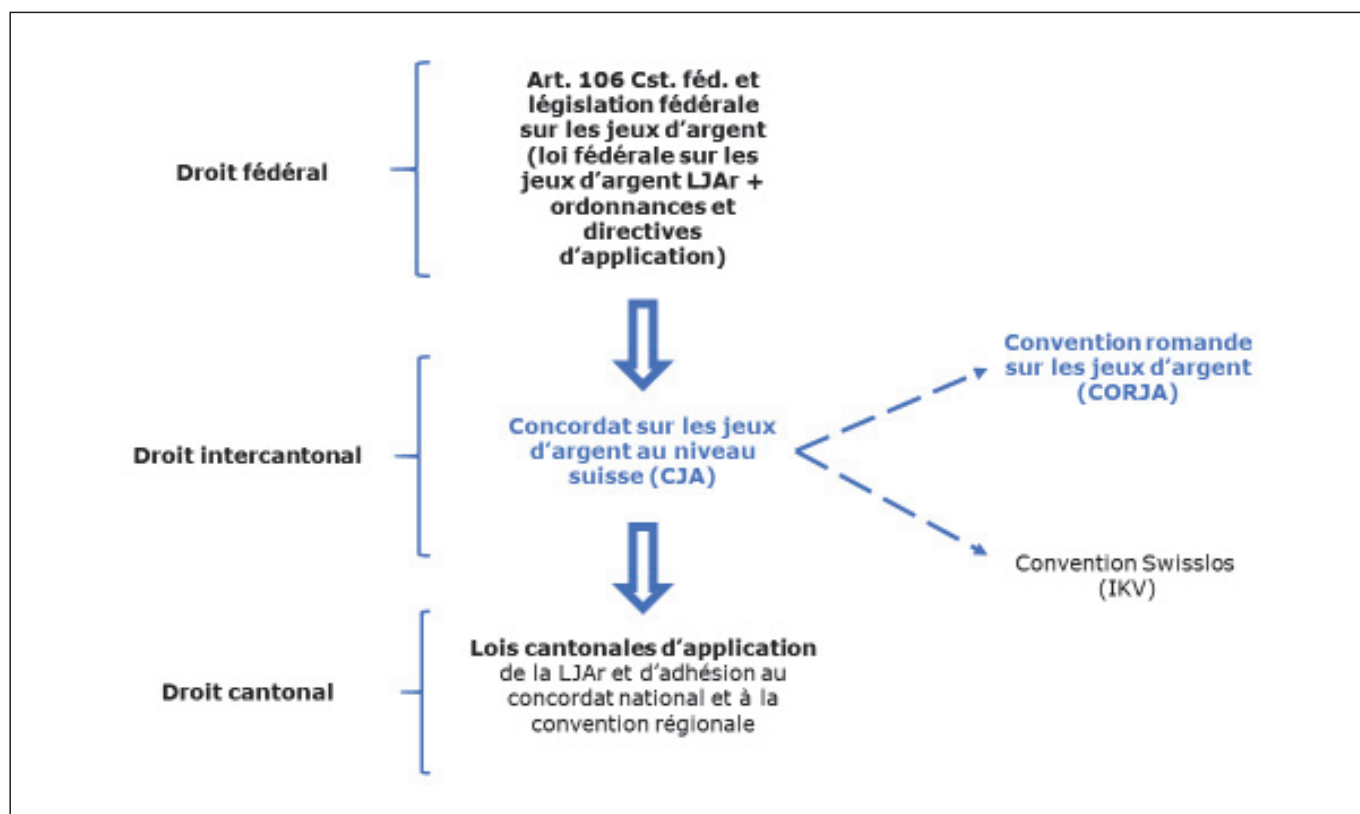 Art. 106 Cst. féd. et
législation fédérale
sur les jeux d'argent
(loi fédérale sur les
jeux d'argent LJAr +
ordonnances et
directives
d'application)
Droit fédéral
Convention romande
sur les jeux d'argent
(CORJA)
Droit intercantonal
Concordat sur les jeux
d'argent au niveau
suisse (CJA)
Convention Swisslos
(IKV)
Droit cantonal
Lois cantonales d'application
de la LJAr et d'adhésion au
concordat national et à la
convention régionale